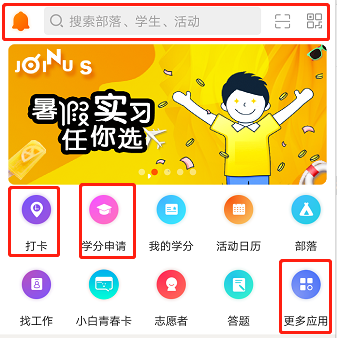 搜索部落、学生、活动
JOINUS
暑假实习
任你选
打卡
学分申请
我的学分
活动日历
部落
找工作
小白青春卡
志愿者
答题
更多应用